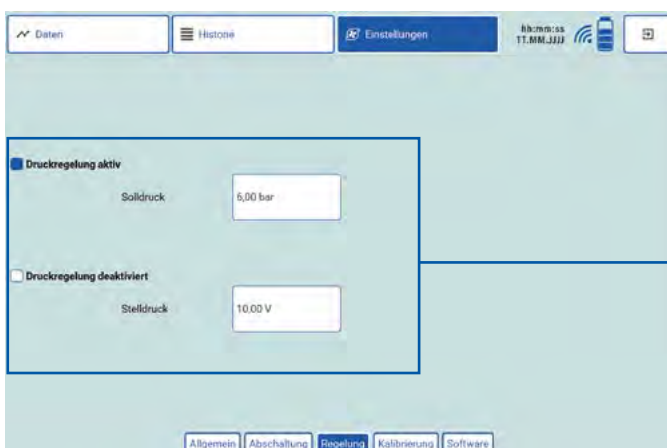 Daten Historie Einstellungen hh:mm:ss
TT.MM.JJJJ
Druckregelung aktiv
Solldruck 6,00 bar
Druckregelung deaktiviert
Stelldruck 10,00 V
Allgemein Abschaltung Regelung Kalibrierung Software